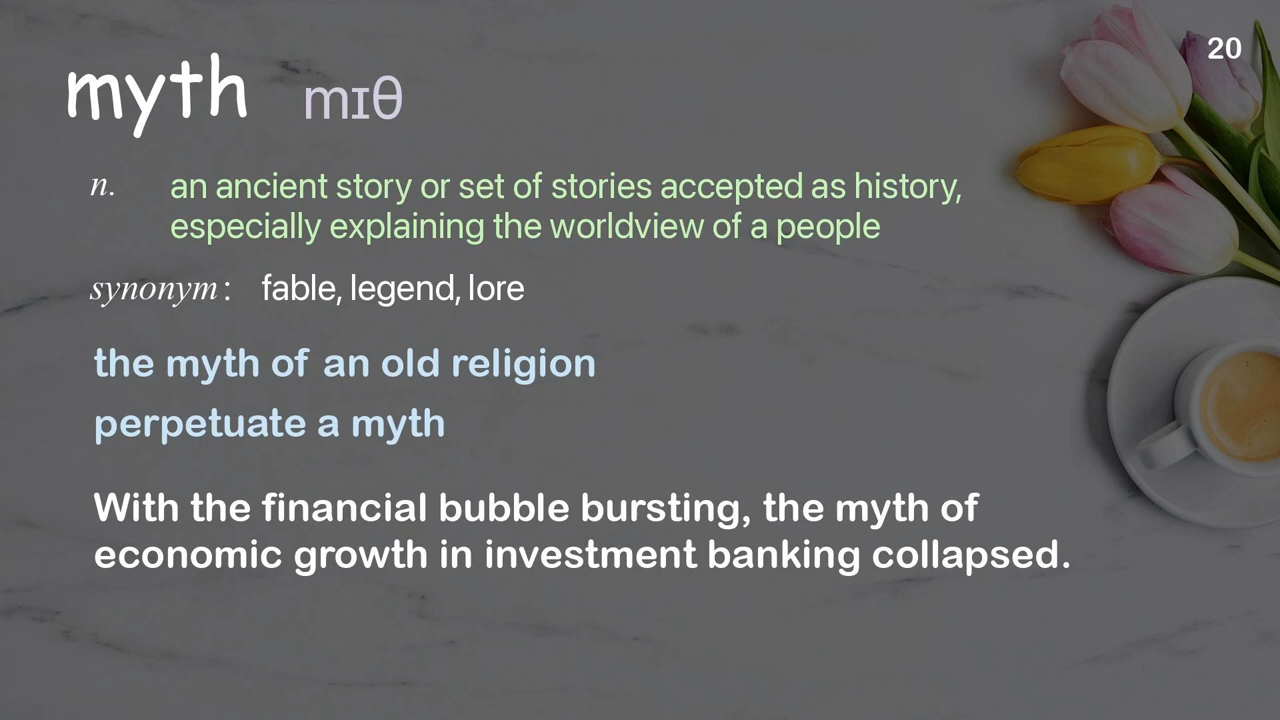 20
myth mɪθ
n. an ancient story or set of stories accepted as history,
especially explaining the worldview of a people
synonym : fable, legend, lore
the myth of an old religion
perpetuate a myth
With the financial bubble bursting, the myth of
economic growth in investment banking collapsed.